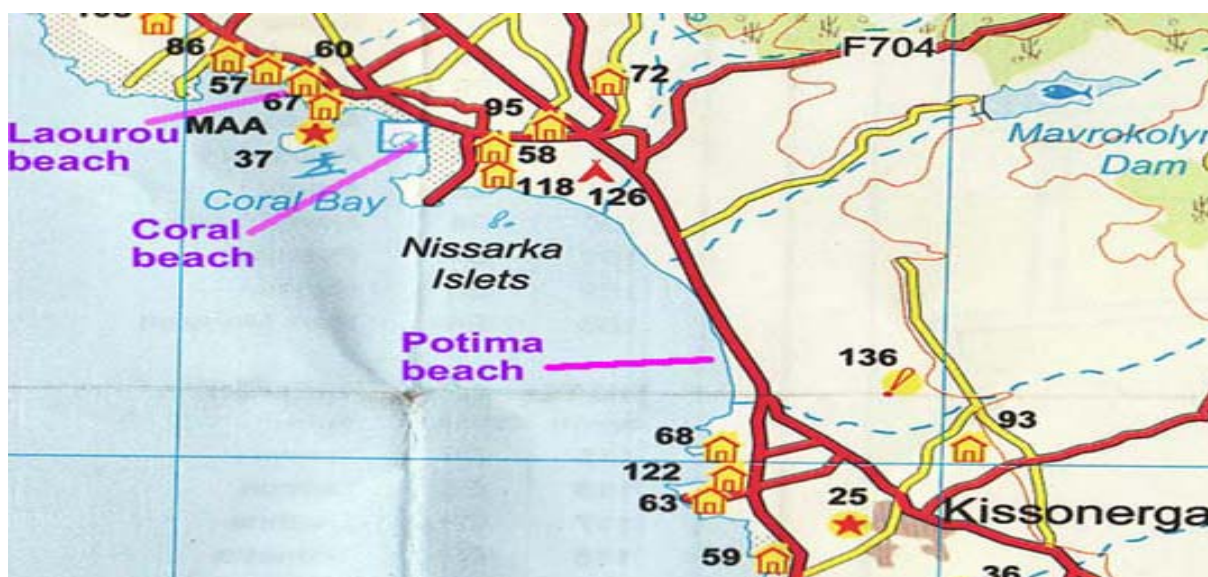 86
60
57
72
F704
67
95
Laourou
beach
MAA
37
58
118
126
Mavrokolym
Dam
Coral Bay
Coral
beach
Nissarka
Islets
Potima
beach
136
93
68
122
63
25
Kissonerga
59
36